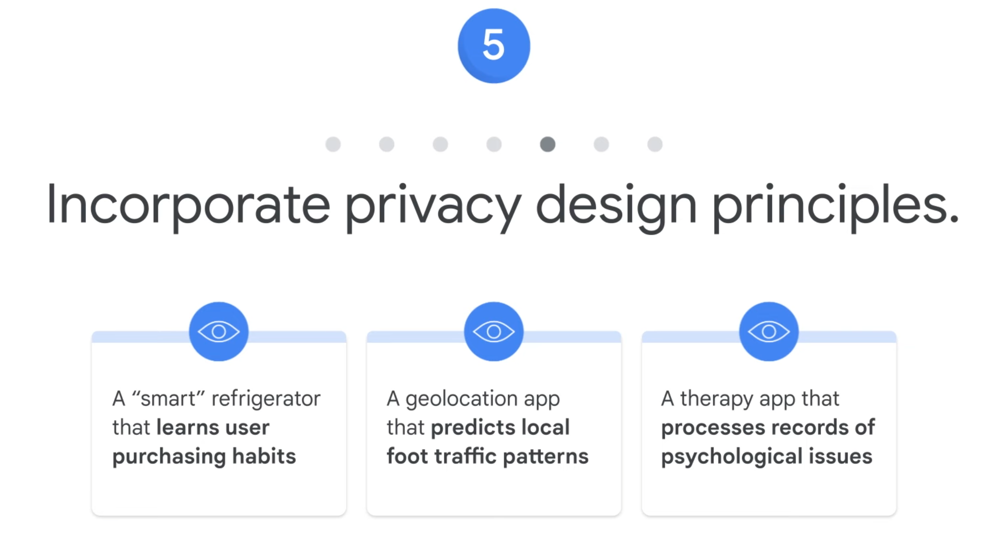 5
Incorporate privacy design principles.
A “smart” refrigerator
that learns user
purchasing habits
A geolocation app
that predicts local
foot traffic patterns
A therapy app that
processes records of
psychological issues